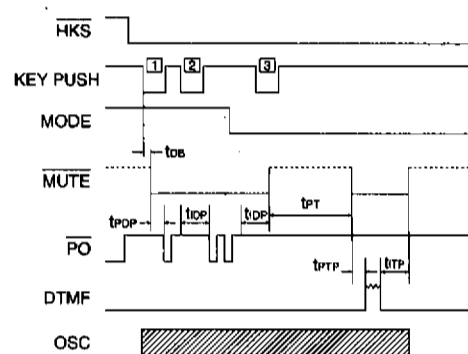 HKS
KEY PUSH
1 2 3
MODE
tDB
MUTE
tPDP tIDP tIDP tPT
PO
tPTP tITP
DTMF
OSC